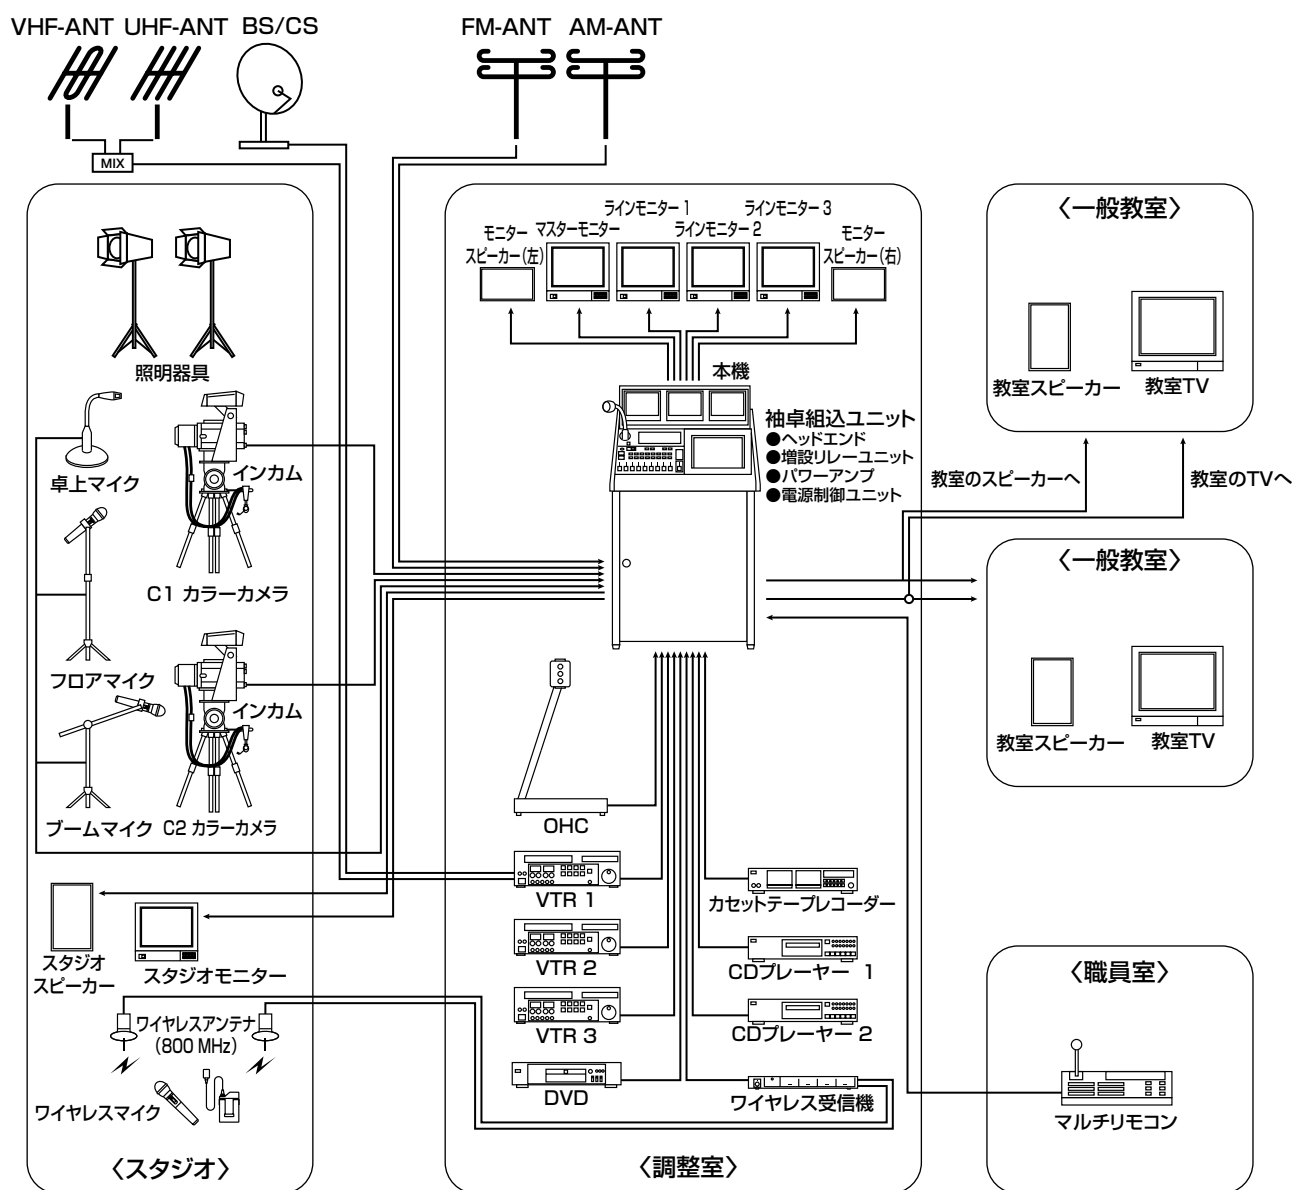 VHF-ANT UHF-ANT BS/CS
FM-ANT AM-ANT
MIX
照明器具
卓上マイク
インカム
C1 カラーカメラ
フロアマイク
インカム
ブームマイク
C2 カラーカメラ
スタジオ
スピーカー
スタジオモニター
ワイヤレスアンテナ
(800 MHz)
ワイヤレスマイク
〈スタジオ〉
モニター
スピーカー(左)
マスターモニター
ラインモニター 1
ラインモニター 2
ラインモニター 3
モニター
スピーカー(右)
本機
袖卓組込ユニット
●ヘッドエンド
●増設リレーユニット
●パワーアンプ
●電源制御ユニット
OHC
VTR 1
VTR 2
VTR 3
DVD
カセットテープレコーダー
CDプレーヤー 1
CDプレーヤー 2
ワイヤレス受信機
〈調整室〉
〈一般教室〉
教室スピーカー
教室TV
教室のスピーカーへ
教室のTVへ
〈一般教室〉
教室スピーカー
教室TV
〈職員室〉
マルチリモコン